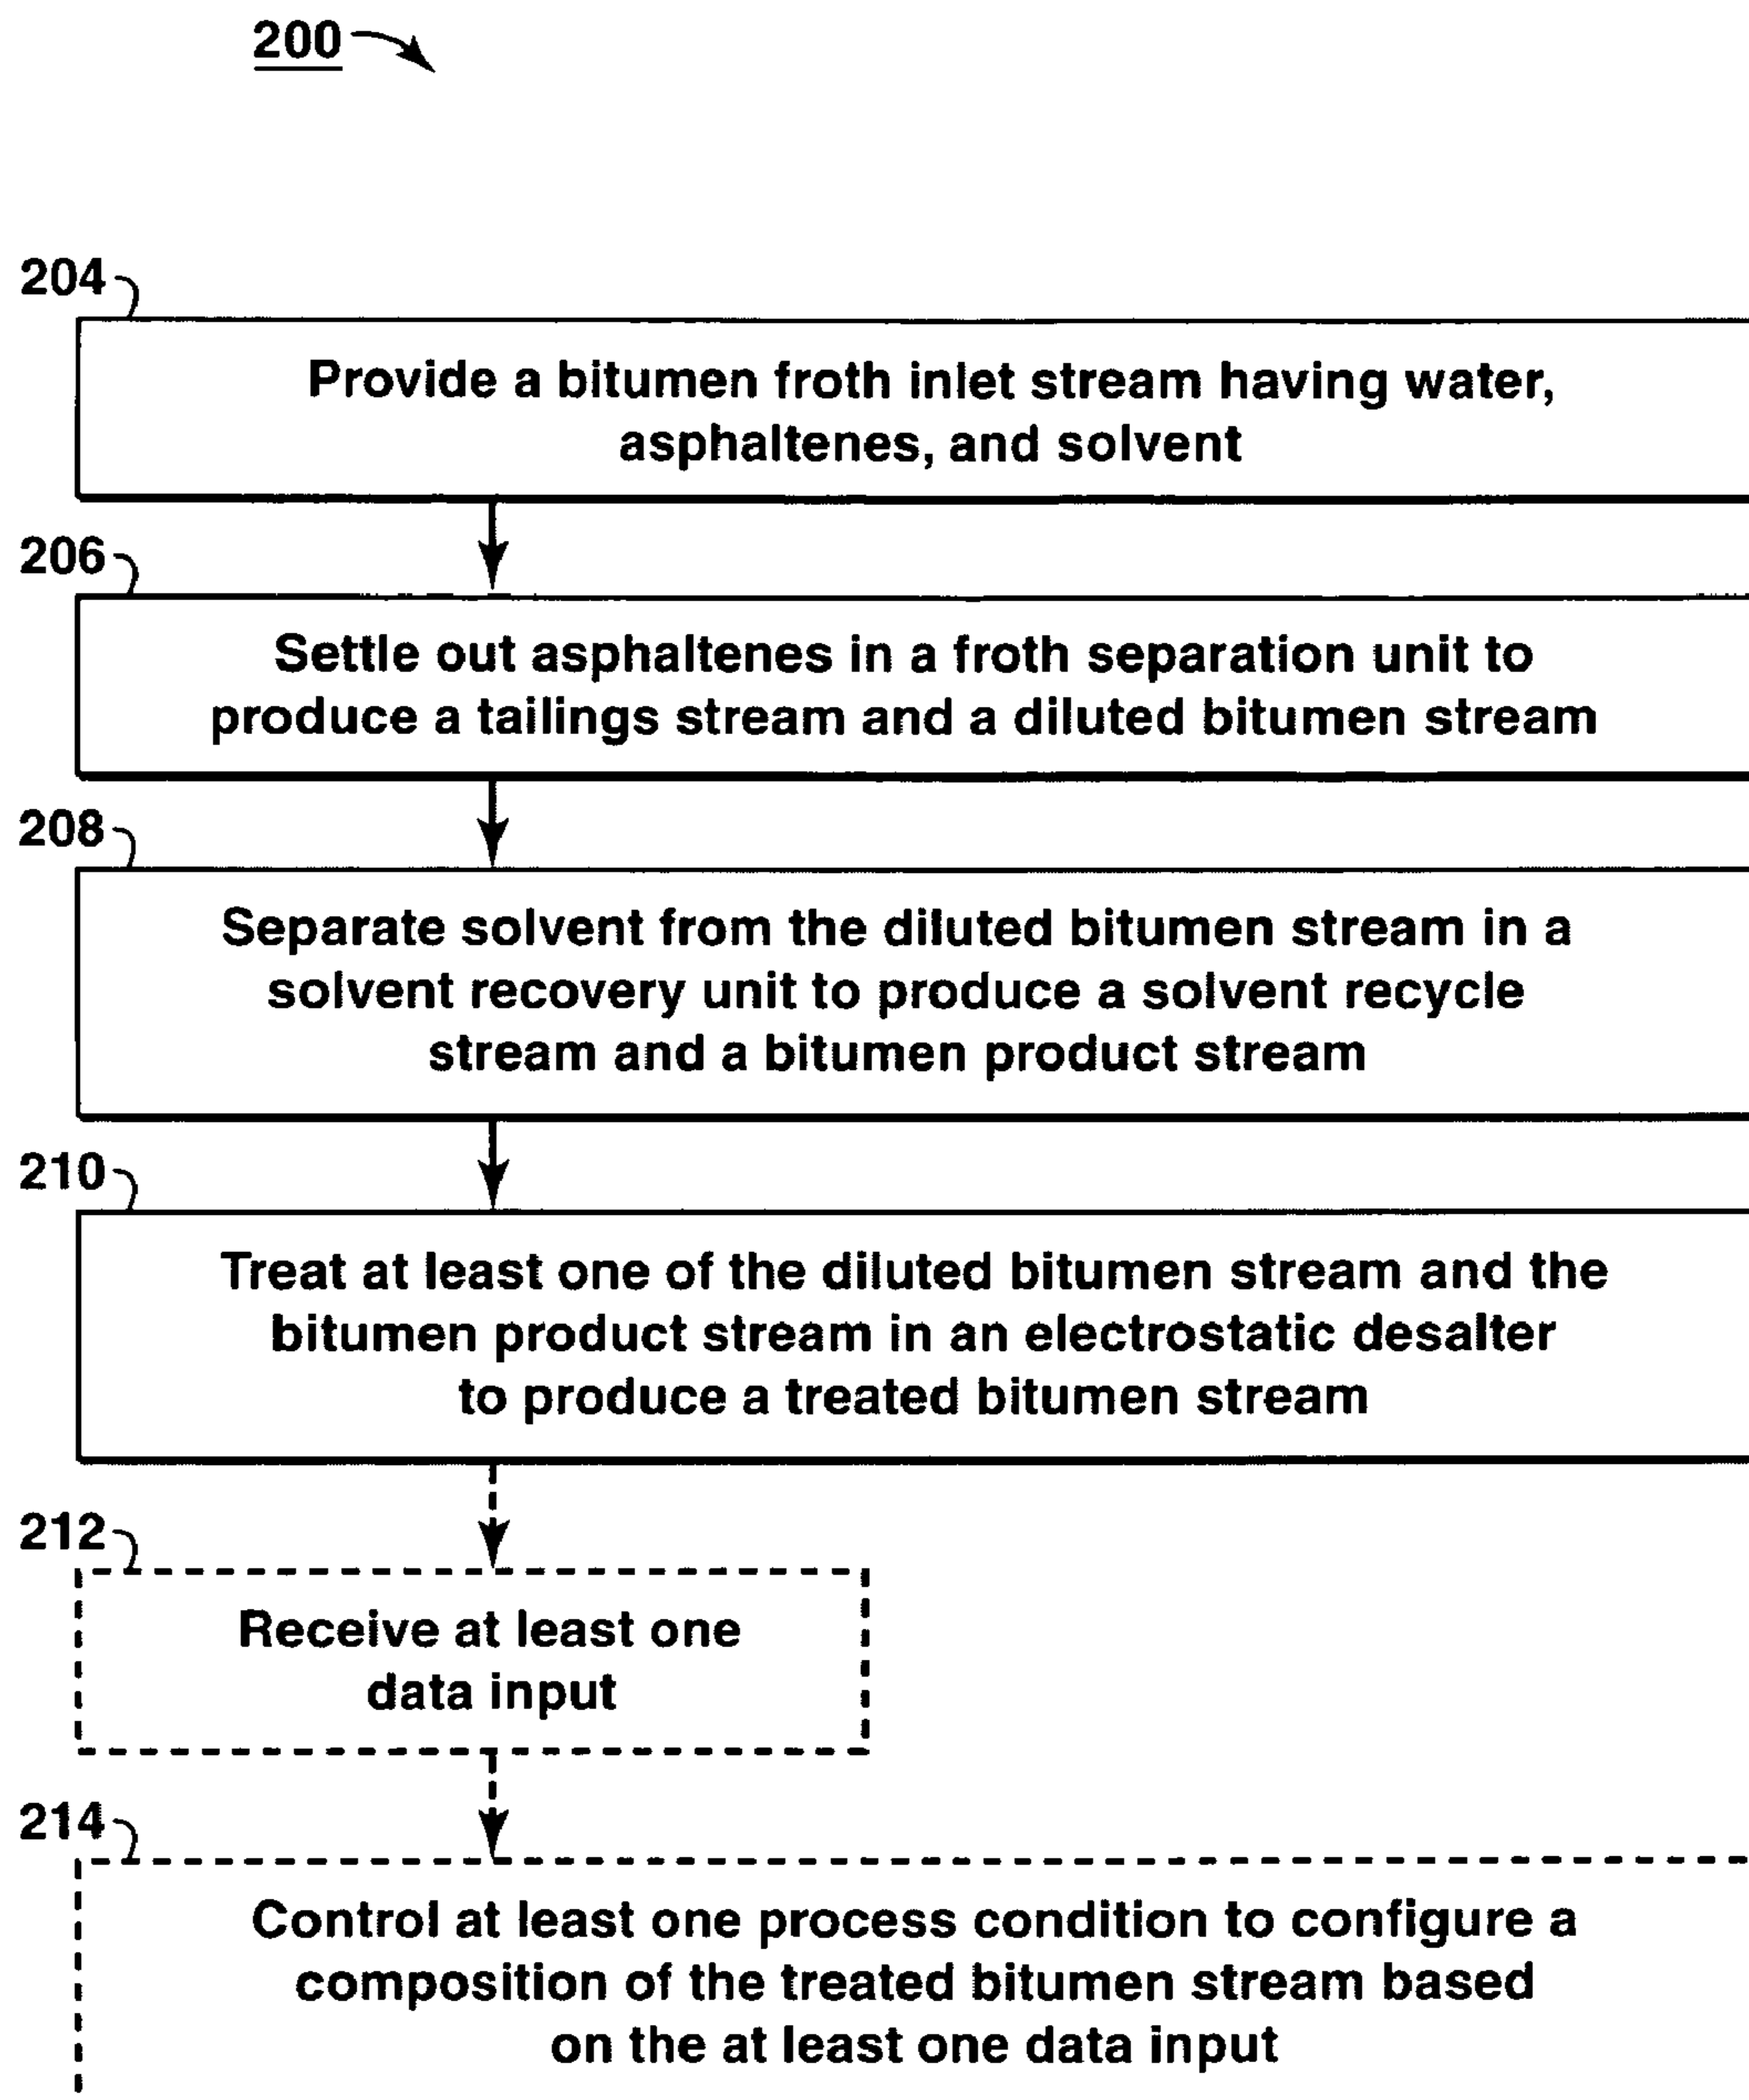 200
204
Provide a bitumen froth inlet stream having water,
asphaltenes, and solvent
206
Settle out asphaltenes in a froth separation unit to
produce a tailings stream and a diluted bitumen stream
208
Separate solvent from the diluted bitumen stream in a
solvent recovery unit to produce a solvent recycle
stream and a bitumen product stream
210
Treat at least one of the diluted bitumen stream and the
bitumen product stream in an electrostatic desalter
to produce a treated bitumen stream
212
Receive at least one
data input
214
Control at least one process condition to configure a
composition of the treated bitumen stream based
on the at least one data input